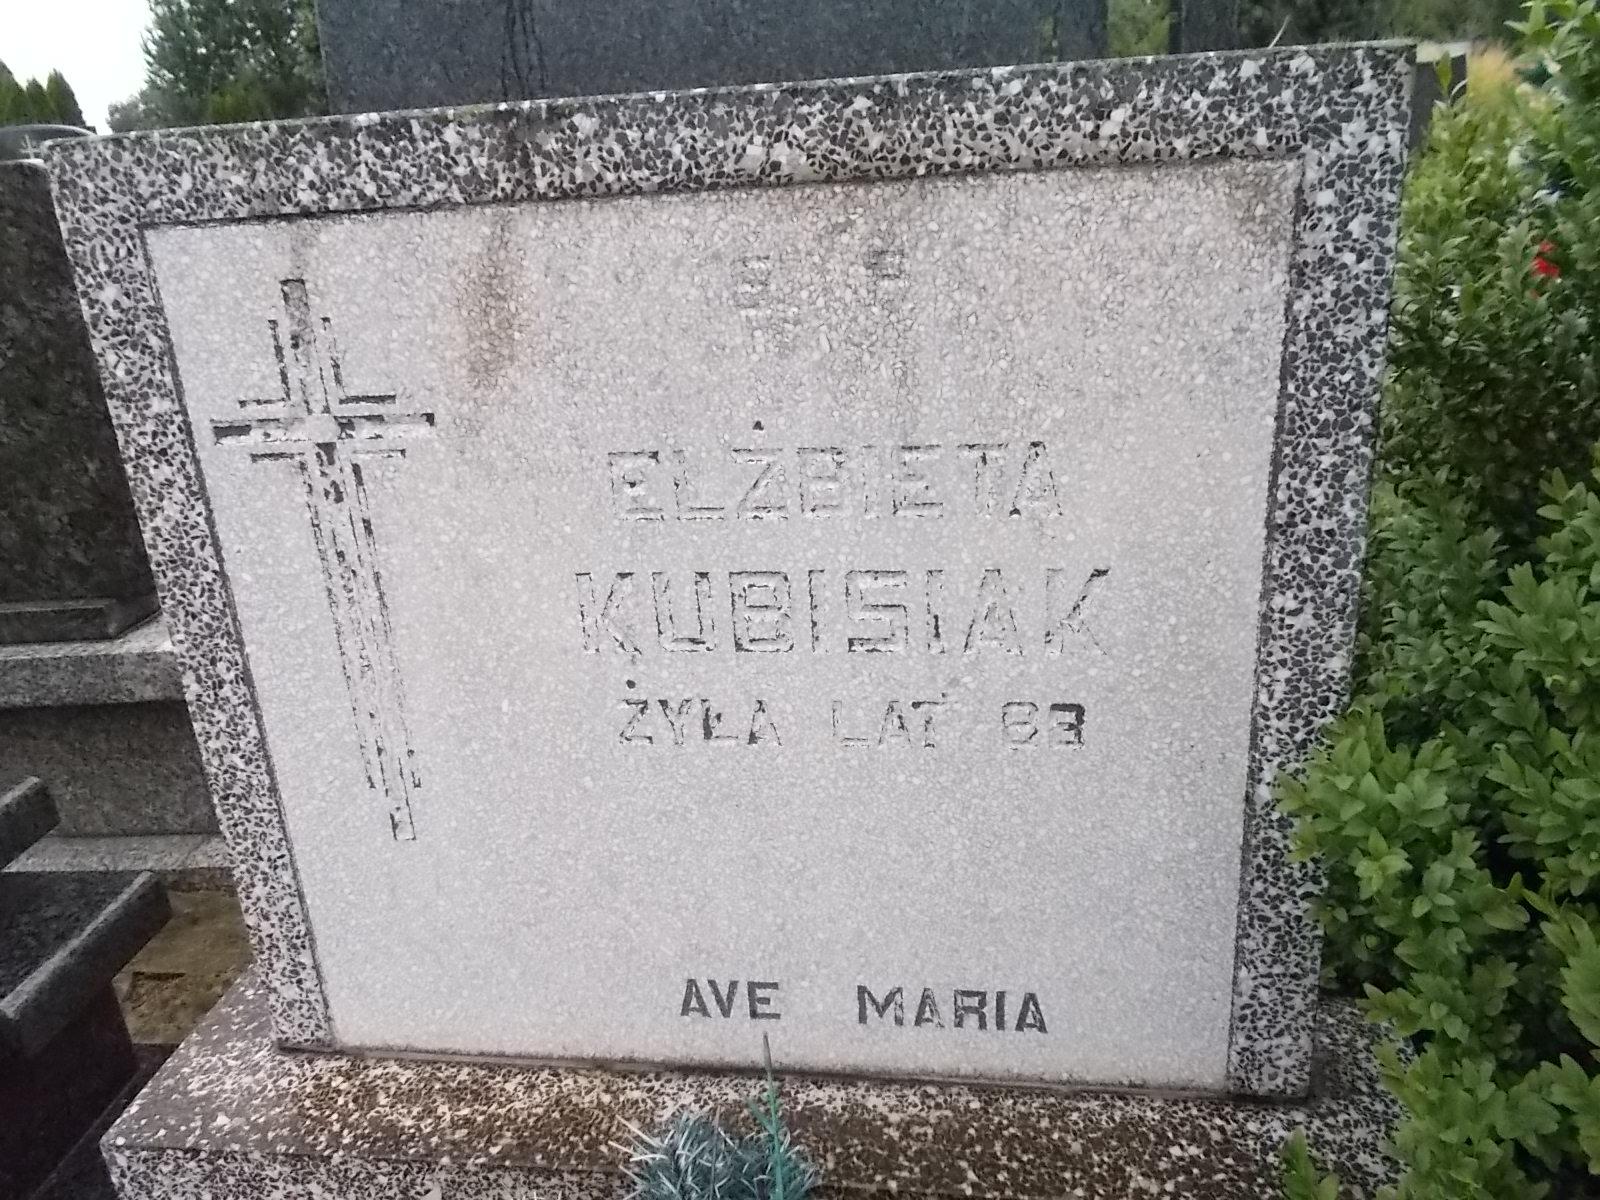 Ś P
ELŻBIETA
KUBISIAK
ŻYŁA LAT 83
AVE MARIA